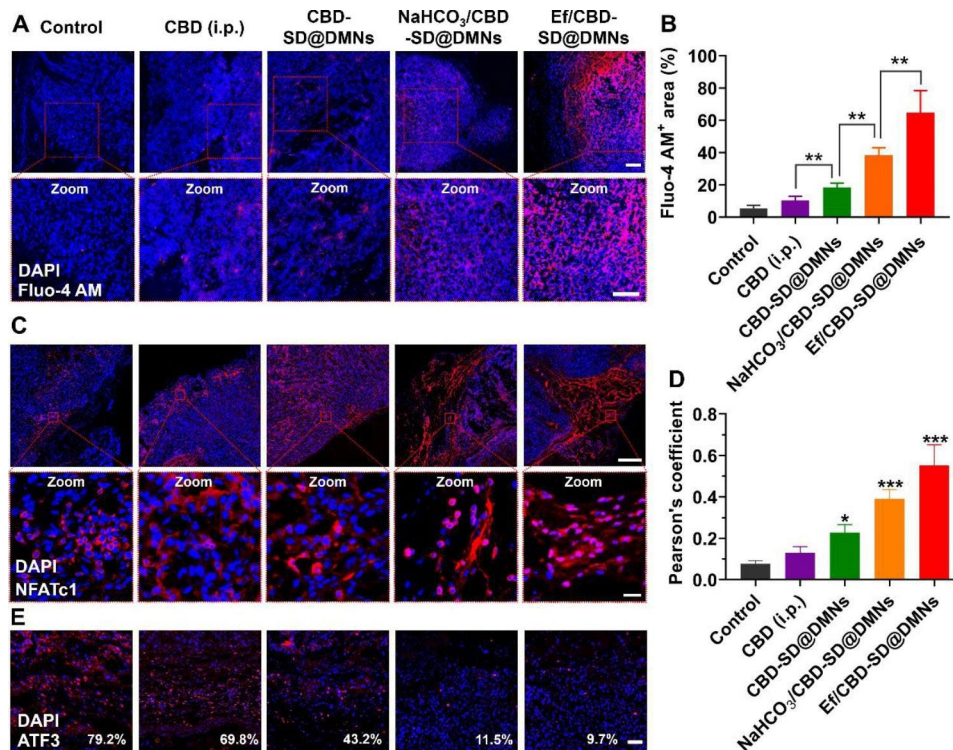 A
Control
CBD (i.p.)
CBD-
SD@DMNs
NaHCO₃/CBD
-SD@DMNs
Ef/CBD-
SD@DMNs
Zoom
Zoom
Zoom
Zoom
Zoom
DAPI
Fluo-4 AM
B
Fluo-4 AM⁺ area (%)
100
80
60
40
20
0
**
**
**
Control
CBD (i.p.)
CBD-SD@DMNs
NaHCO₃/CBD-SD@DMNs
Ef/CBD-SD@DMNs
C
Zoom
Zoom
Zoom
Zoom
Zoom
DAPI
NFATc1
D
Pearson's coefficient
0.8
0.6
0.4
0.2
0.0
*
***
***
Control
CBD (i.p.)
CBD-SD@DMNs
NaHCO₃/CBD-SD@DMNs
Ef/CBD-SD@DMNs
E
DAPI
ATF3
79.2%
69.8%
43.2%
11.5%
9.7%